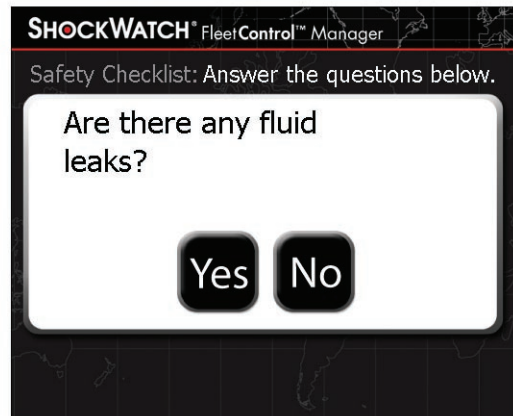 SHOCKWATCH® FleetControl™ Manager
Safety Checklist: Answer the questions below.
Are there any fluid
leaks?
Yes No